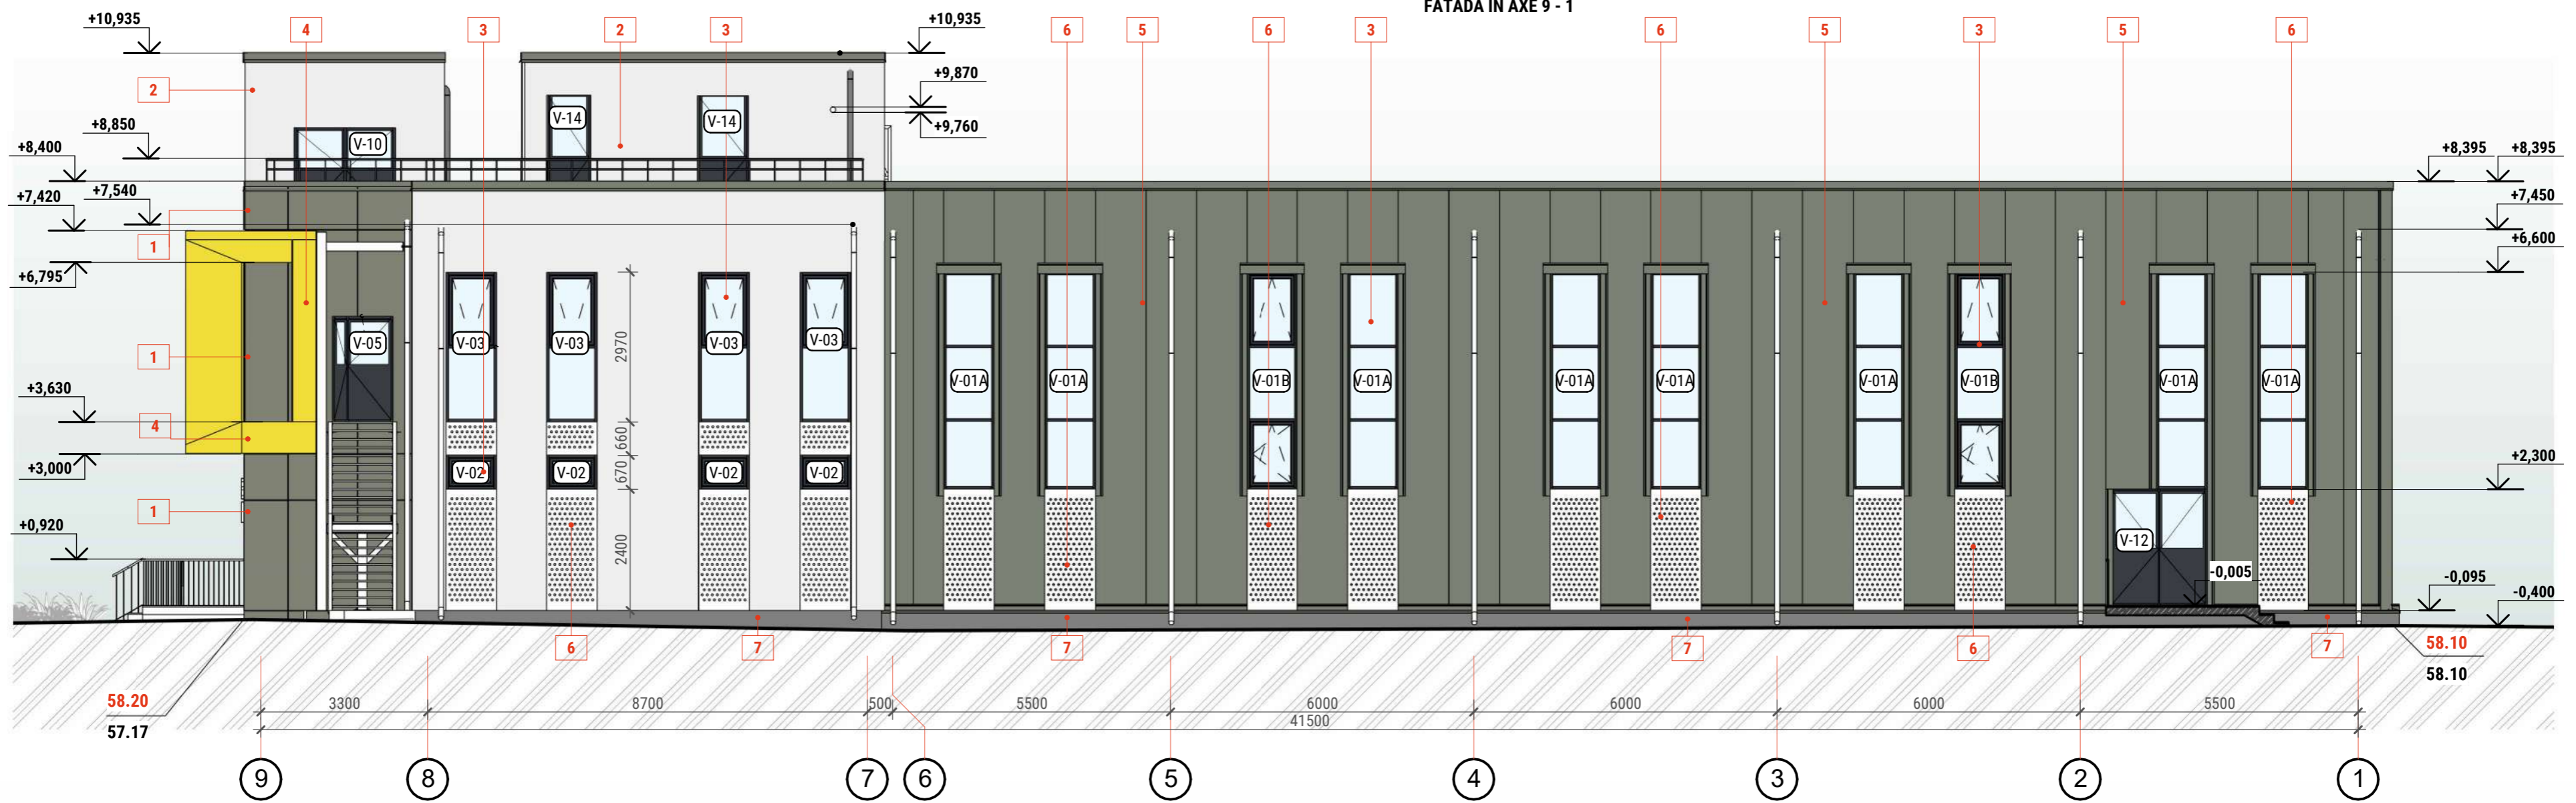 FATADA IN AXE 9 - 1
+10,935
4
3
2
3
+10,935
6
5
6
3
6
5
3
5
6
+9,870
2
+9,760
V-14
V-14
V-10
+8,850
+8,400
+8,395
+8,395
+7,540
+7,420
+7,450
1
1
+6,795
+6,600
1
V-05
V-03
V-03
V-03
V-03
2970
V-01A
V-01A
V-01B
V-01A
V-01A
V-01A
V-01A
V-01B
V-01A
V-01A
+3,630
4
660
+3,000
V-02
V-02
670
V-02
V-02
+2,300
1
+0,920
2400
V-12
-0,005
-0,095
-0,400
6
7
7
7
6
7
58.20
57.17
58.10
58.10
3300
8700
500
5500
6000
6000
6000
5500
41500
9
8
7
6
5
4
3
2
1